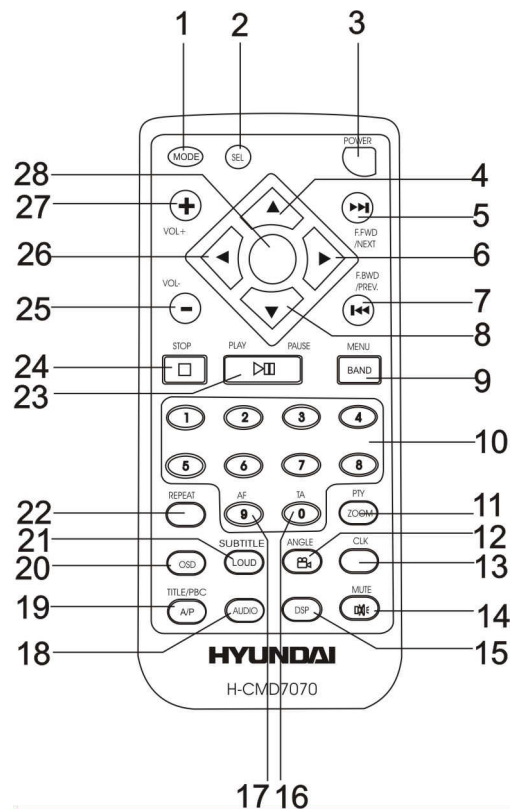 1 2 3
POWER
MODE SEL
28 4
27 5
VOL+ F.FWD
/NEXT
26 6
VOL- F.BWD
/PREV.
25 7
8
STOP PLAY PAUSE MENU
24 BAND
23 9
1 2 3 4
10
5 6 7 8
REPEAT AF TA PTY
22 9 0 ZOOM 11
21 SUBTITLE ANGLE CLK 12
20 OSD LOUD 13
TITLE/PBC MUTE
19 A/P AUDIO DSP 14
18 15
HYUNDAI
H-CMD7070
17 16